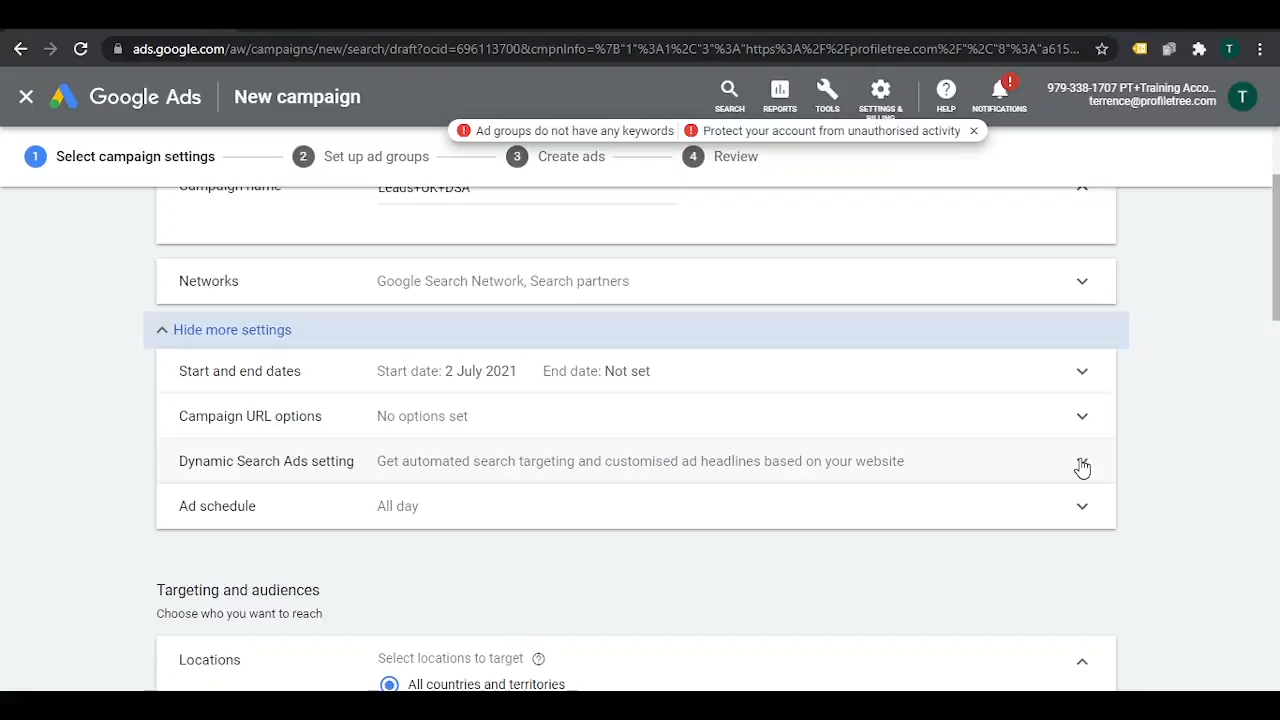 ads.google.com/aw/campaigns/new/search/draft?ocid=696113700&cmpnInfo=%7B"1"%3A1%2C"3"%3A"https%3A%2F%2Fprofiletree.com%2F"%2C"8"%3A"a615...
T
Google Ads
New campaign
SEARCH
REPORTS
TOOLS
SETTINGS &
BILLING
HELP
NOTIFICATIONS
979-338-1707 PT+Training Acco...
terrence@profiletree.com
T
Ad groups do not have any keywords
Protect your account from unauthorised activity
1 Select campaign settings
2 Set up ad groups
3 Create ads
4 Review
Campaign name
Leads+UK+DSA
Networks
Google Search Network, Search partners
Hide more settings
Start and end dates
Start date: 2 July 2021
End date: Not set
Campaign URL options
No options set
Dynamic Search Ads setting
Get automated search targeting and customised ad headlines based on your website
Ad schedule
All day
Targeting and audiences
Choose who you want to reach
Locations
Select locations to target
All countries and territories